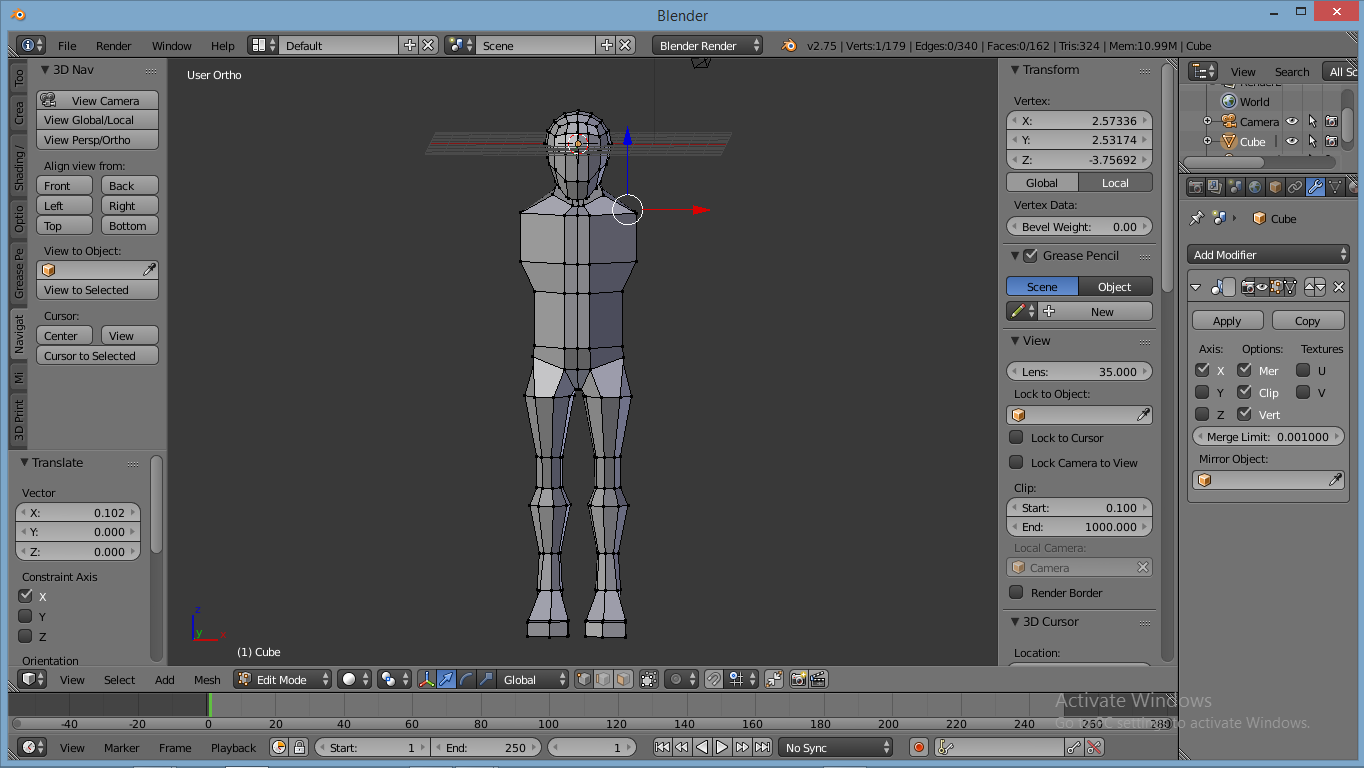 Blender
File Render Window Help Default Scene Blender Render v2.75 | Verts:1/179 | Edges:0/340 | Faces:0/162 | Tris:324 | Mem:10.99M | Cube
Too
Crea
Shading /
Optio
Grease Pe
Navigat
Mi
3D Print
3D Nav
View Camera
View Global/Local
View Persp/Ortho
Align view from:
Front Back
Left Right
Top Bottom
View to Object:
View to Selected
Cursor:
Center View
Cursor to Selected
Translate
Vector
X: 0.102
Y: 0.000
Z: 0.000
Constraint Axis
X
Y
Z
Orientation
User Ortho
z
y x
(1) Cube
Transform
Vertex:
X: 2.57336
Y: 2.53174
Z: -3.75692
Global Local
Vertex Data:
Bevel Weight: 0.00
Grease Pencil
Scene Object
New
View
Lens: 35.000
Lock to Object:
Lock to Cursor
Lock Camera to View
Clip:
Start: 0.100
End: 1000.000
Local Camera:
Camera
Render Border
3D Cursor
Location:
View Search All Sc
World
Camera
Cube
Cube
Add Modifier
Apply Copy
Axis: Options: Textures
X Mer U
Y Clip V
Z Vert
Merge Limit: 0.001000
Mirror Object:
View Select Add Mesh Edit Mode Global
-40 -20 0 20 40 60 80 100 120 140 160 180 200 220 240 260 280
Activate Windows
Go to PC settings to activate Windows.
View Marker Frame Playback Start: 1 End: 250 1 No Sync